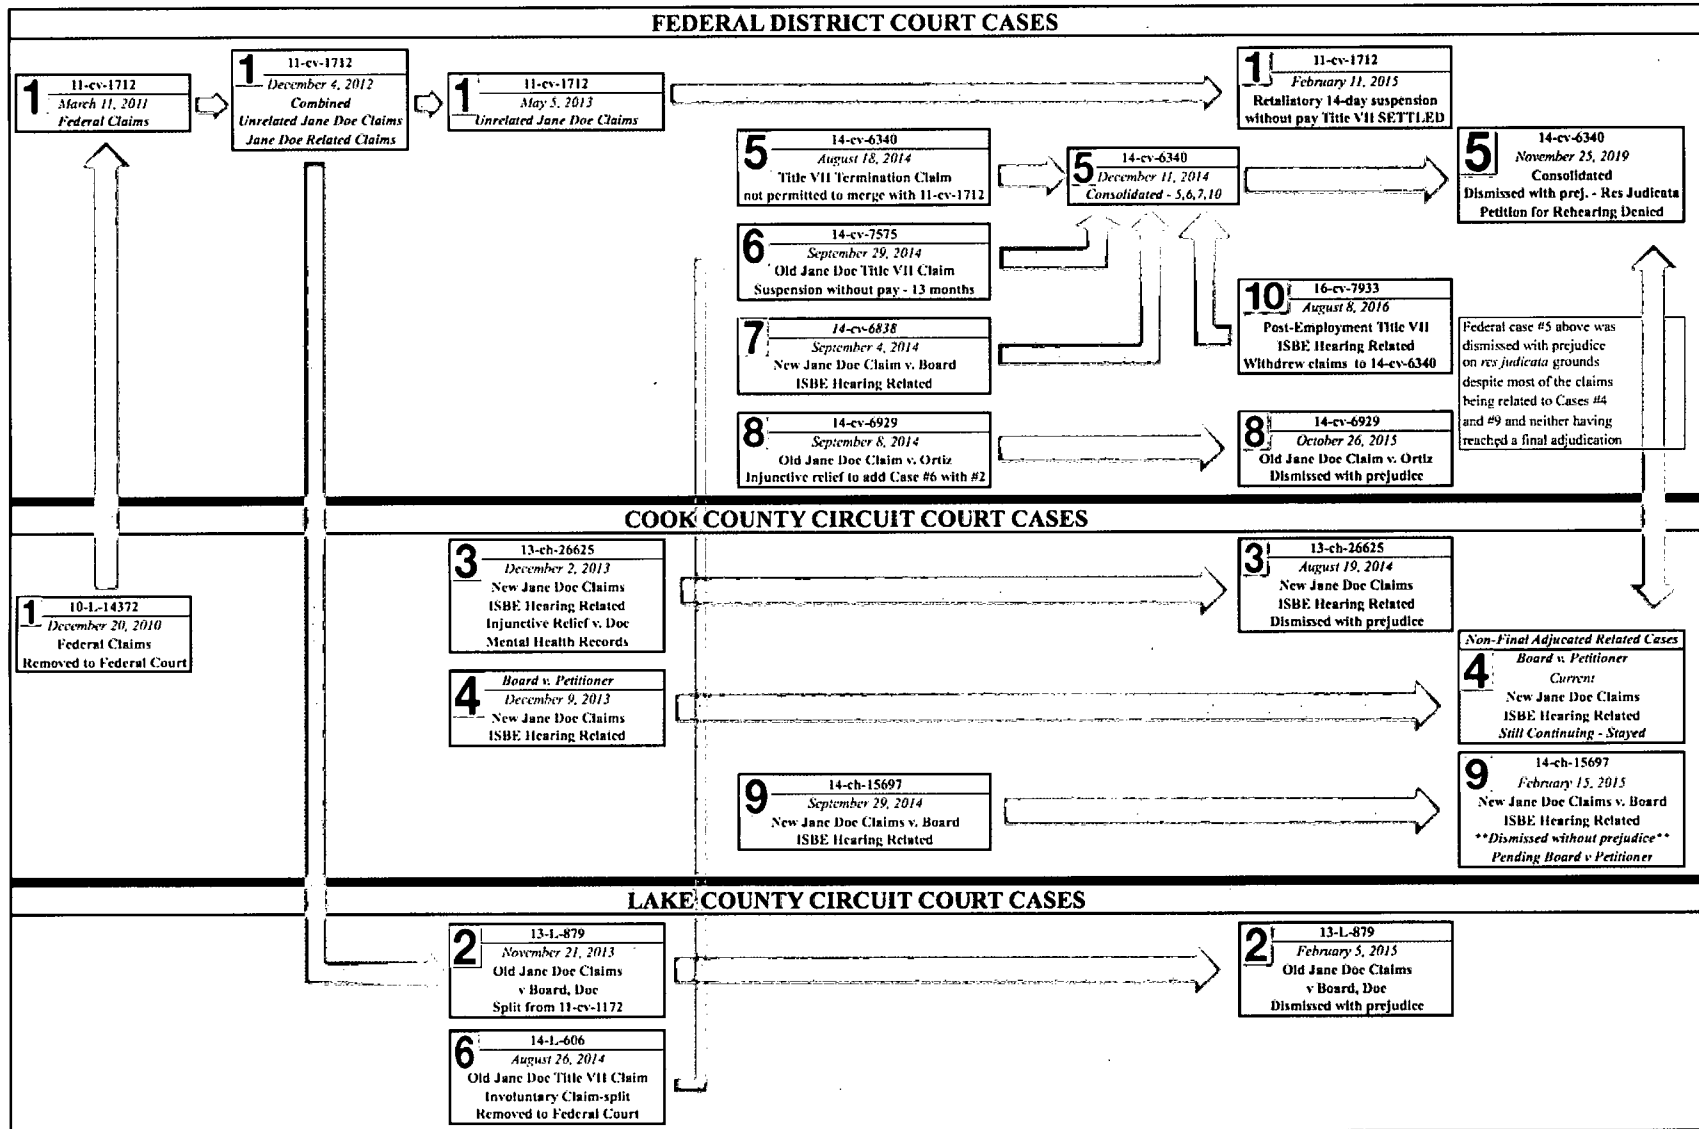 FEDERAL DISTRICT COURT CASES
1
11-cv-1712
March 11, 2011
Federal Claims
1
11-cv-1712
December 4, 2012
Combined
Unrelated Jane Doe Claims
Jane Doe Related Claims
1
11-cv-1712
May 5, 2013
Unrelated Jane Doe Claims
1
11-cv-1712
February 11, 2015
Retaliatory 14-day suspension
without pay Title VII SETTLED
5
14-cv-6340
August 18, 2014
Title VII Termination Claim
not permitted to merge with 11-cv-1712
5
14-cv-6340
December 11, 2014
Consolidated - 5,6,7,10
5
14-cv-6340
November 25, 2019
Consolidated
Dismissed with prej. - Res Judicata
Petition for Rehearing Denied
6
14-cv-7575
September 29, 2014
Old Jane Doe Title VII Claim
Suspension without pay - 13 months
10
16-cv-7933
August 8, 2016
Post-Employment Title VII
ISBE Hearing Related
Withdrew claims to 14-cv-6340
7
14-cv-6838
September 4, 2014
New Jane Doe Claim v. Board
ISBE Hearing Related
Federal case #5 above was
dismissed with prejudice
on res judicata grounds
despite most of the claims
being related to Cases #4
and #9 and neither having
reached a final adjudication
8
14-cv-6929
September 8, 2014
Old Jane Doe Claim v. Ortiz
Injunctive relief to add Case #6 with #2
8
14-cv-6929
October 26, 2015
Old Jane Doe Claim v. Ortiz
Dismissed with prejudice
COOK COUNTY CIRCUIT COURT CASES
1
10-L-14372
December 20, 2010
Federal Claims
Removed to Federal Court
3
13-ch-26625
December 2, 2013
New Jane Doe Claims
ISBE Hearing Related
Injunctive Relief v. Doe
Mental Health Records
3
13-ch-26625
August 19, 2014
New Jane Doe Claims
ISBE Hearing Related
Dismissed with prejudice
4
Board v. Petitioner
December 9, 2013
New Jane Doe Claims
ISBE Hearing Related
Non-Final Adjucated Related Cases
4
Board v. Petitioner
Current
New Jane Doe Claims
ISBE Hearing Related
Still Continuing - Stayed
9
14-ch-15697
September 29, 2014
New Jane Doe Claims v. Board
ISBE Hearing Related
9
14-ch-15697
February 15, 2015
New Jane Doe Claims v. Board
ISBE Hearing Related
**Dismissed without prejudice**
Pending Board v Petitioner
LAKE COUNTY CIRCUIT COURT CASES
2
13-L-879
November 21, 2013
Old Jane Doe Claims
v Board, Doe
Split from 11-cv-1172
2
13-L-879
February 5, 2015
Old Jane Doe Claims
v Board, Doe
Dismissed with prejudice
6
14-L-606
August 26, 2014
Old Jane Doe Title VII Claim
Involuntary Claim-split
Removed to Federal Court